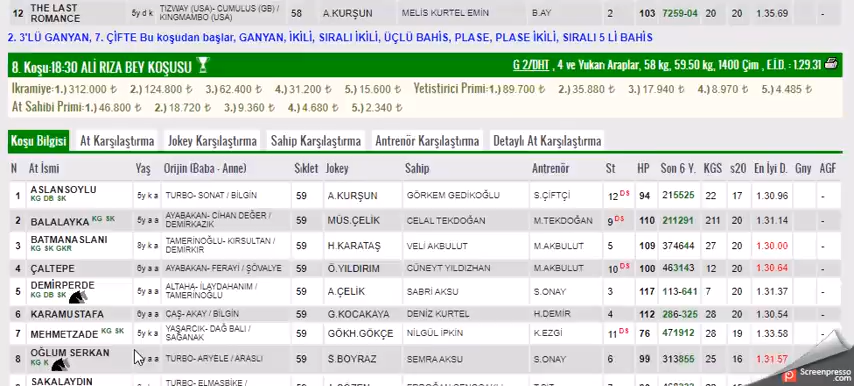 12 THE LAST ROMANCE 5y d k TIZWAY (USA)- CUMULUS (GB) / KINGMAMBO (USA) 58 A.KURŞUN MELİS KURTEL EMİN B.AY 2 103 7259-04 20 20 1.35.69 -
2. 3'LÜ GANYAN, 7. ÇİFTE Bu koşudan başlar, GANYAN, İKİLİ, SIRALI İKİLİ, ÜÇLÜ BAHİS, PLASE, PLASE İKİLİ, SIRALI 5 Lİ BAHİS
8. Koşu:18-30 ALİ RIZA BEY KOŞUSU G 2/DHT , 4 ve Yukarı Araplar, 58 kg, 59.50 kg, 1400 Çim , E.İ.D. : 1.29.31
Ikramiye:1.) 312.000 ₺ 2.) 124.800 ₺ 3.) 62.400 ₺ 4.) 31.200 ₺ 5.) 15.600 ₺ Yetistirici Primi:1.) 89.700 ₺ 2.) 35.880 ₺ 3.) 17.940 ₺ 4.) 8.970 ₺ 5.) 4.485 ₺
At Sahibi Primi:1.) 46.800 ₺ 2.) 18.720 ₺ 3.) 9.360 ₺ 4.) 4.680 ₺ 5.) 2.340 ₺
Koşu Bilgisi At Karşılaştırma Jokey Karşılaştırma Sahip Karşılaştırma Antrenör Karşılaştırma Detaylı At Karşılaştırma
N At İsmi Yaş Orijin (Baba - Anne) Sıklet Jokey Sahip Antrenör St HP Son 6 Y. KGS s20 En İyi D. Gny AGF
1 ASLANSOYLU KG DB SK 5y k a TURBO- SONAT / BİLGİN 59 A.KURŞUN GÖRKEM GEDİKOĞLU S.ÇİFTÇİ 12 DS 94 215525 22 17 1.30.96 -
2 BALALAYKA KG SK 5y a a AYABAKAN- CİHAN DEĞER / DEMİRKAZIK 59 MÜS.ÇELİK CELAL TEKDOĞAN M.TEKDOĞAN 9 DS 110 211291 211 20 1.31.14 -
3 BATMANASLANI KG SK GKR 8y k a TAMERİNOĞLU- KIRSULTAN / DEMİRKIR 59 H.KARATAŞ VELİ AKBULUT M.AKBULUT 5 109 374644 27 20 1.30.00 -
4 ÇALTEPE 6y a a AYABAKAN- FERAYİ / ŞÖVALYE 59 Ö.YILDIRIM CÜNEYT YILDIZHAN M.AKBULUT 10 DS 100 463143 12 20 1.30.64 -
5 DEMİRPERDE KG DB SK 5y a a ALTAHA- İLAYDAHANIM / TAMERİNOĞLU 59 A.ÇELİK SABRİ AKSU S.ONAY 3 117 113-641 7 20 1.31.37 -
6 KARAMUSTAFA 6y a a CAŞ- AKAY / BİLGİN 59 G.KOCAKAYA DENİZ KURTEL H.DEMİR 4 112 286-325 28 20 1.30.54 -
7 MEHMETZADE KG SK 5y k a YAŞARCIK- DAĞ BALI / SAĞANAK 59 GÖKH.GÖKÇE NİLGÜL İPKİN K.EZGİ 11 DS 76 471912 28 19 1.33.58 -
8 OĞLUM SERKAN KG K y a a TURBO- ARYELE / ARASLI 59 S.BOYRAZ SEMRA AKSU S.ONAY 6 99 313855 25 16 1.31.57
SAKALAYDIN TURBO- ELMASBİKE /
Screenpresso